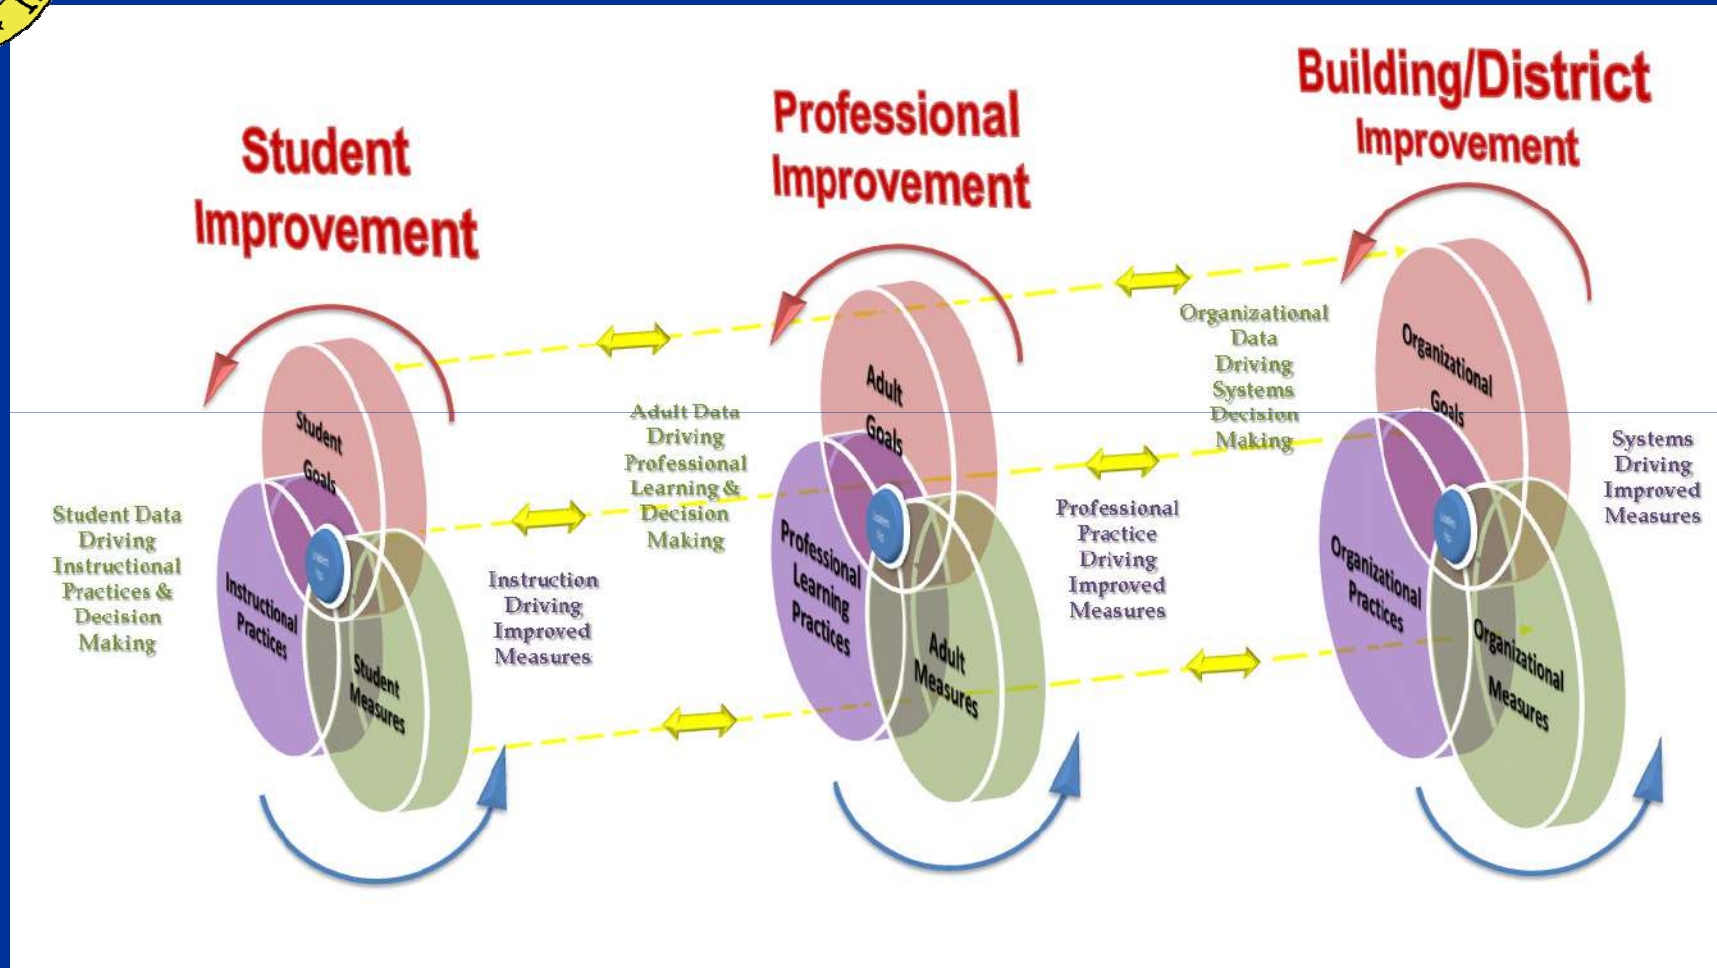 Student
Improvement
Professional
Improvement
Building/District
Improvement
Student
Goals
Instructional
Practices
Student
Measures
Student Data
Driving
Instructional
Practices &
Decision
Making
Instruction
Driving
Improved
Measures
Adult
Goals
Professional
Learning
Practices
Adult
Measures
Adult Data
Driving
Professional
Learning &
Decision
Making
Professional
Practice
Driving
Improved
Measures
Organizational
Goals
Organizational
Practices
Organizational
Measures
Organizational
Data
Driving
Systems
Decision
Making
Systems
Driving
Improved
Measures